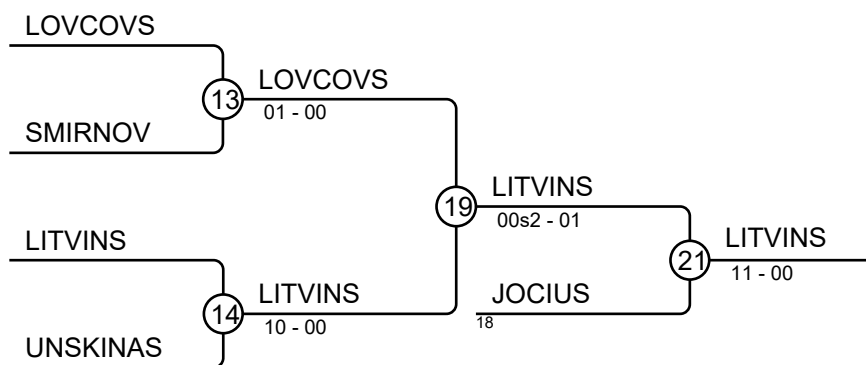 LOVCOVS
13
LOVCOVS
01 - 00
SMIRNOV
19
LITVINS
00s2 - 01
LITVINS
14
LITVINS
10 - 00
UNSKINAS
21
LITVINS
11 - 00
JOCIUS
18